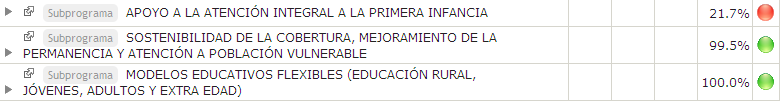 Subprograma APOYO A LA ATENCIÓN INTEGRAL A LA PRIMERA INFANCIA 21.7%
Subprograma SOSTENIBILIDAD DE LA COBERTURA, MEJORAMIENTO DE LA
PERMANENCIA Y ATENCIÓN A POBLACIÓN VULNERABLE 99.5%
Subprograma MODELOS EDUCATIVOS FLEXIBLES (EDUCACIÓN RURAL,
JÓVENES, ADULTOS Y EXTRA EDAD) 100.0%